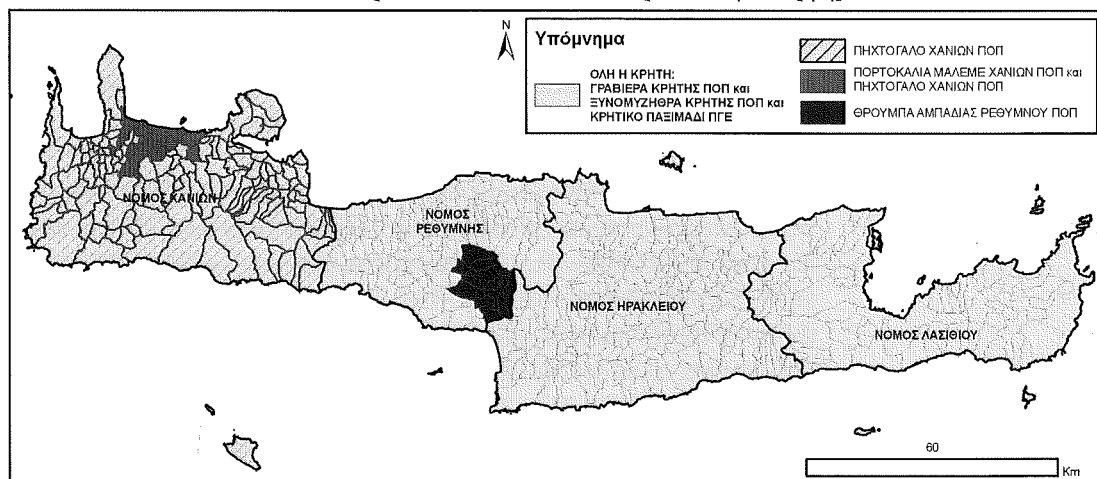 N
Υπόμνημα
ΟΛΗ Η ΚΡΗΤΗ:
ΓΡΑΒΙΕΡΑ ΚΡΗΤΗΣ ΠΟΠ και
ΞΥΝΟΜΥΖΗΘΡΑ ΚΡΗΤΗΣ ΠΟΠ και
ΚΡΗΤΙΚΟ ΠΑΞΙΜΑΔΙ ΠΓΕ
ΠΗΧΤΟΓΑΛΟ ΧΑΝΙΩΝ ΠΟΠ
ΠΟΡΤΟΚΑΛΙΑ ΜΑΛΕΜΕ ΧΑΝΙΩΝ ΠΟΠ και
ΠΗΧΤΟΓΑΛΟ ΧΑΝΙΩΝ ΠΟΠ
ΘΡΟΥΜΠΑ ΑΜΠΑΔΙΑΣ ΡΕΘΥΜΝΟΥ ΠΟΠ
ΝΟΜΟΣ ΧΑΝΙΩΝ
ΝΟΜΟΣ
ΡΕΘΥΜΝΗΣ
ΝΟΜΟΣ ΗΡΑΚΛΕΙΟΥ
ΝΟΜΟΣ ΛΑΣΙΘΙΟΥ
60
Km